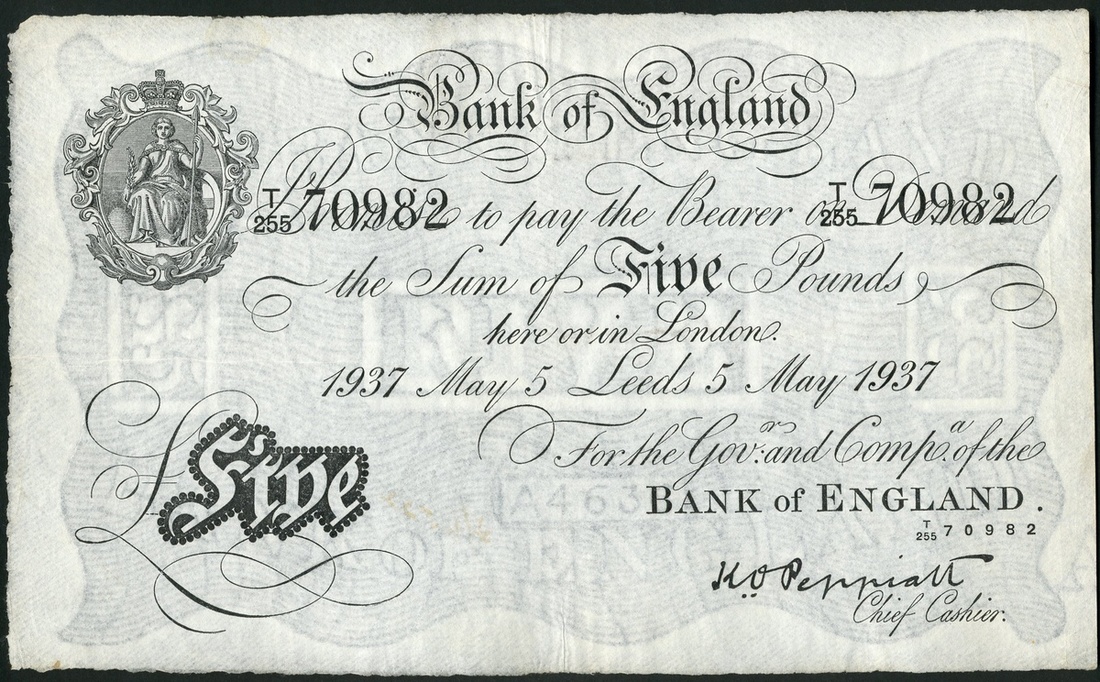 Bank of England
I Promise to pay the Bearer on Demand
T/255 70982 T/255 70982
the Sum of Five Pounds
here or in London.
1937 May 5 Leeds 5 May 1937
For the Govr. and Compa. of the
BANK of ENGLAND.
T/255 70982
£Five
K.O. Peppiatt
Chief Cashier.